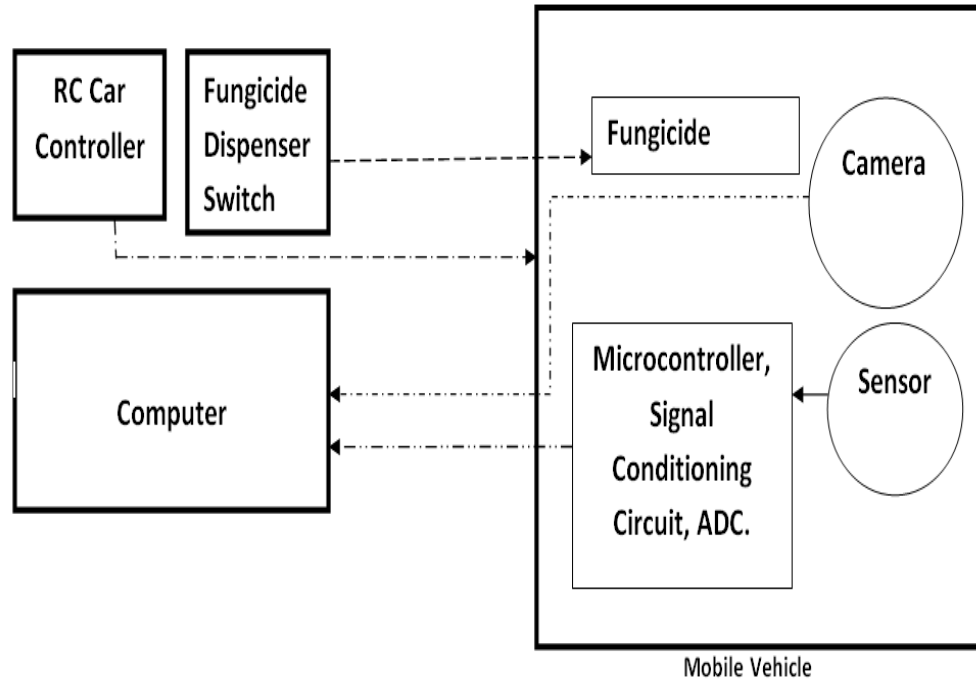 RC Car
Controller
Fungicide
Dispenser
Switch
Fungicide
Camera
Computer
Microcontroller,
Signal
Conditioning
Circuit, ADC.
Sensor
Mobile Vehicle